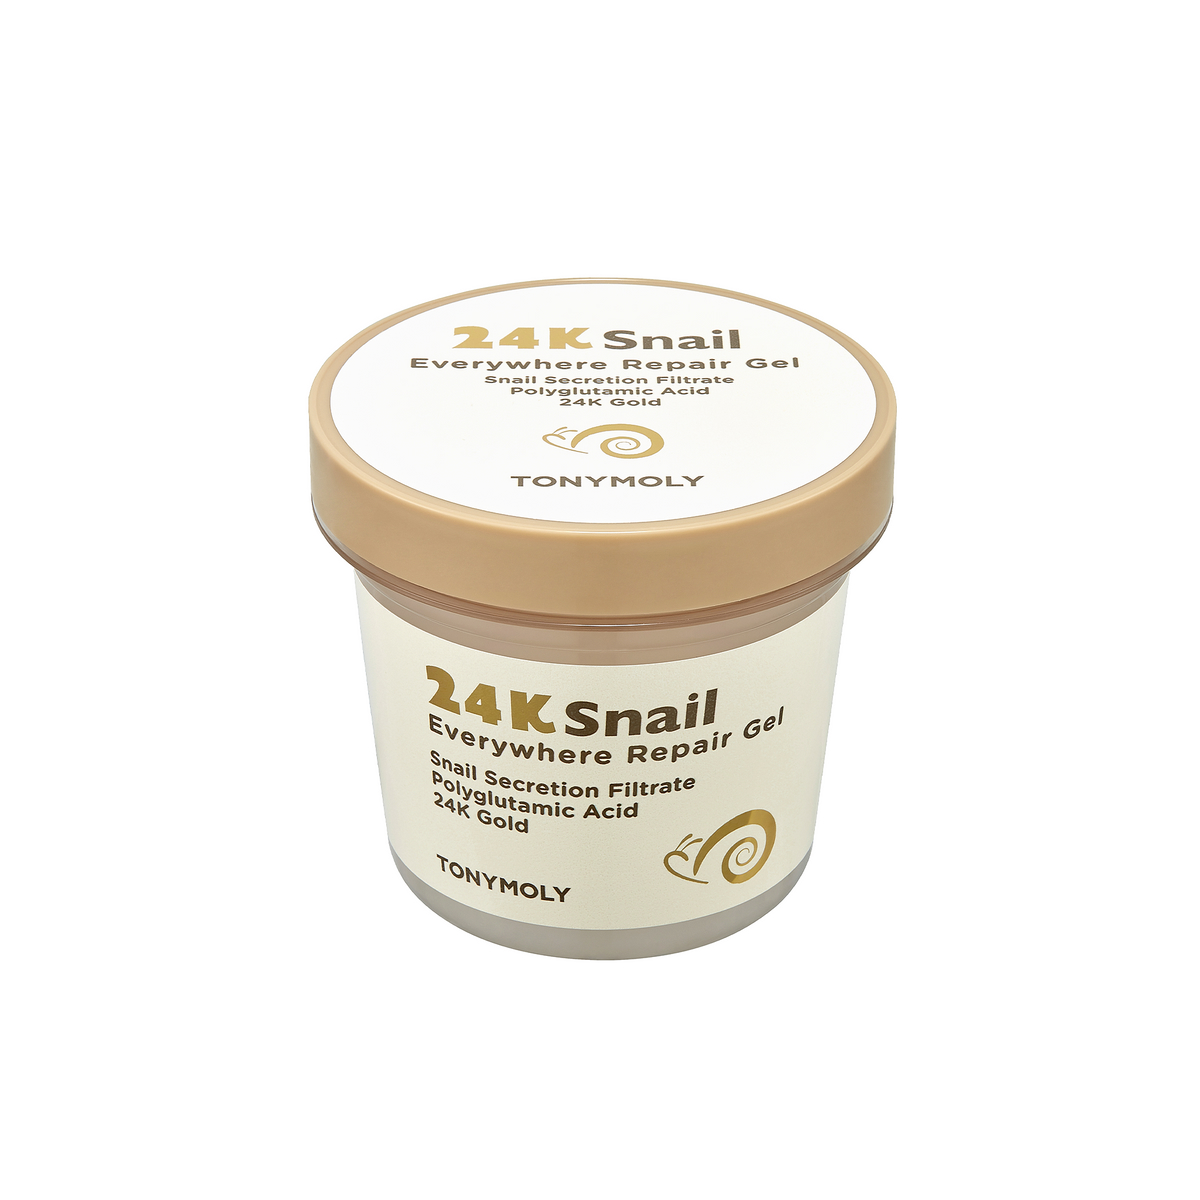 24K Snail
Everywhere Repair Gel
Snail Secretion Filtrate
Polyglutamic Acid
24K Gold
TONYMOLY
24K Snail
Everywhere Repair Gel
Snail Secretion Filtrate
Polyglutamic Acid
24K Gold
TONYMOLY